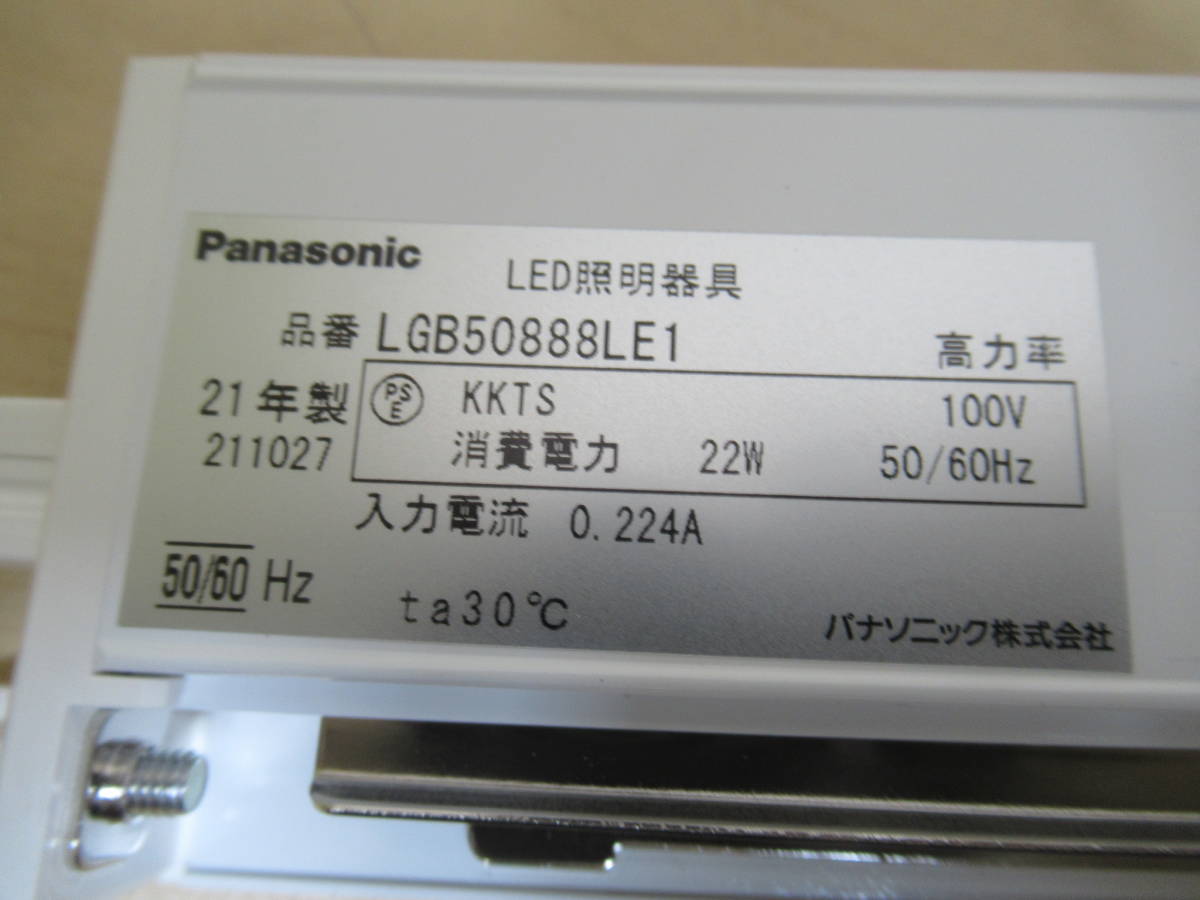 Panasonic
LED照明器具
品番 LGB50888LE1
高力率
21年製
PSE KKTS 100V
211027
消費電力 22W 50/60Hz
入力電流 0.224A
50/60 Hz
ta30℃
パナソニック株式会社